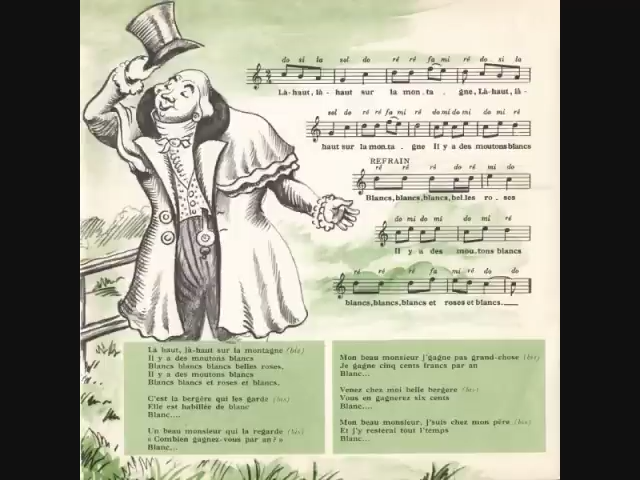 do si la sol do ré ré fa mi ré do si la
Là-haut, là - haut sur la mon. ta . gne, Là-haut, là -
sol do ré ré fa mi ré do mi do mi do mi ré
haut sur la mon.ta . gne Il y a des moutons blancs
REFRAIN
ré ré ré do ré mi do
Blancs, blancs, blancs, bel.les ro . ses
do mi do mi do mi ré
Il y a des mou.tons blancs
ré ré ré fa mi ré do do
blancs, blancs, blancs et roses et blancs.
Là haut, là-haut sur la montagne (bis)
Il y a des moutons blancs
Blancs blancs blancs belles roses,
Il y a des moutons blancs
Blancs blancs et roses et blancs.
C'est la bergère qui les garde (bis)
Elle est habillée de blanc
Blanc....
Un beau monsieur qui la regarde (bis)
« Combien gagnez-vous par an ? »
Blanc...
Mon beau monsieur j'gagne pas grand-chose (bis)
Je gagne cinq cents francs par an
Blanc...
Venez chez moi belle bergère (bis)
Vous en gagnerez six cents
Blanc....
Mon beau monsieur, j'suis chez mon père (bis)
Et j'y resterai tout l'temps
Blanc...